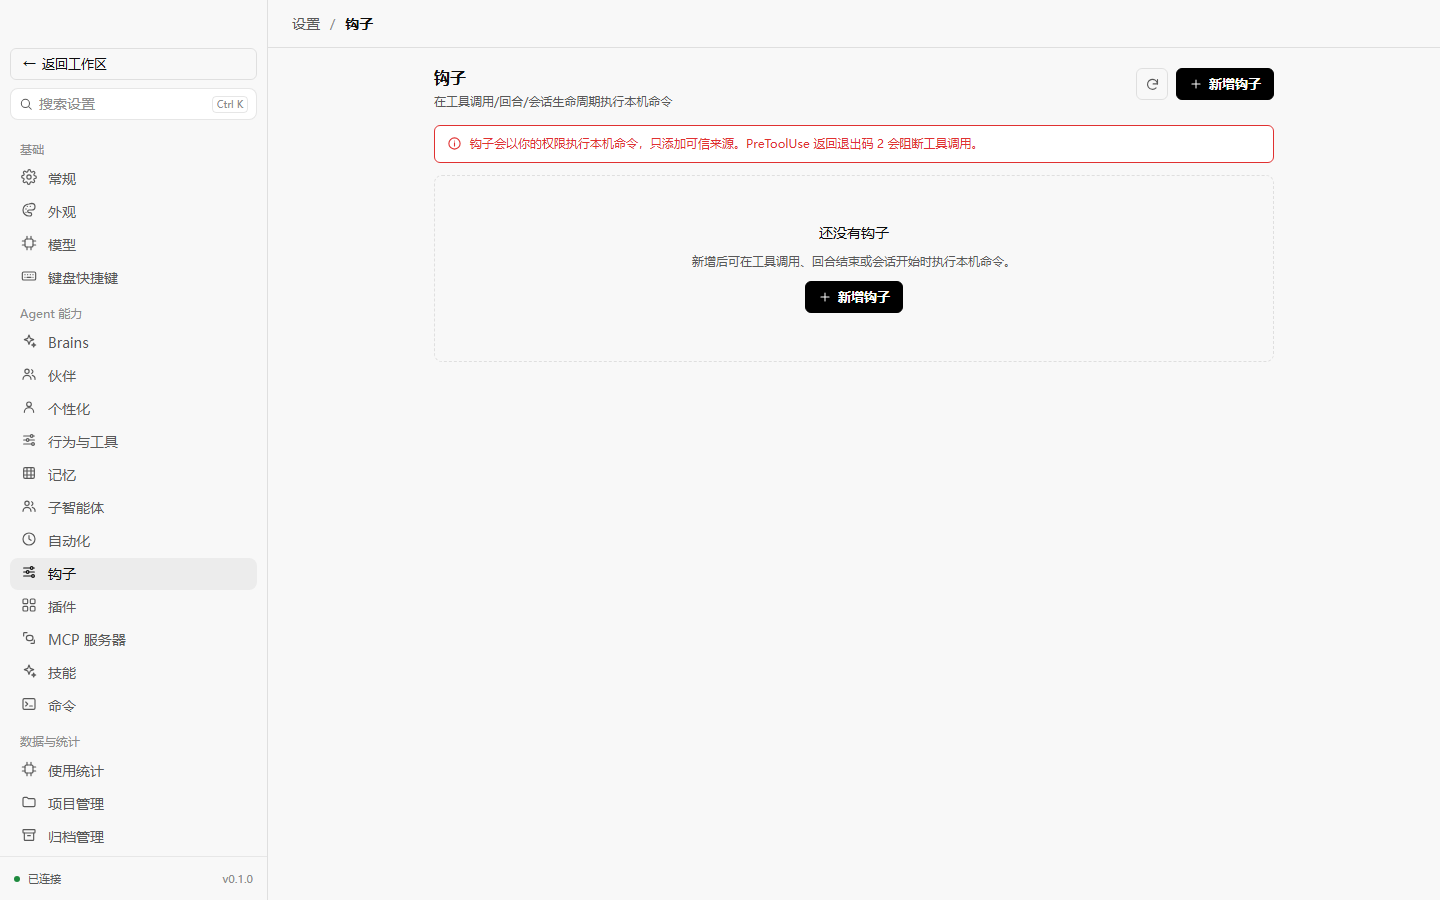 设置 / 钩子
← 返回工作区
搜索设置 Ctrl K
基础
常规
外观
模型
键盘快捷键
Agent 能力
Brains
伙伴
个性化
行为与工具
记忆
子智能体
自动化
钩子
插件
MCP 服务器
技能
命令
数据与统计
使用统计
项目管理
归档管理
已连接 v0.1.0
钩子
在工具调用/回合/会话生命周期执行本机命令
新增钩子
钩子会以你的权限执行本机命令，只添加可信来源。PreToolUse 返回退出码 2 会阻断工具调用。
还没有钩子
新增后可在工具调用、回合结束或会话开始时执行本机命令。
新增钩子